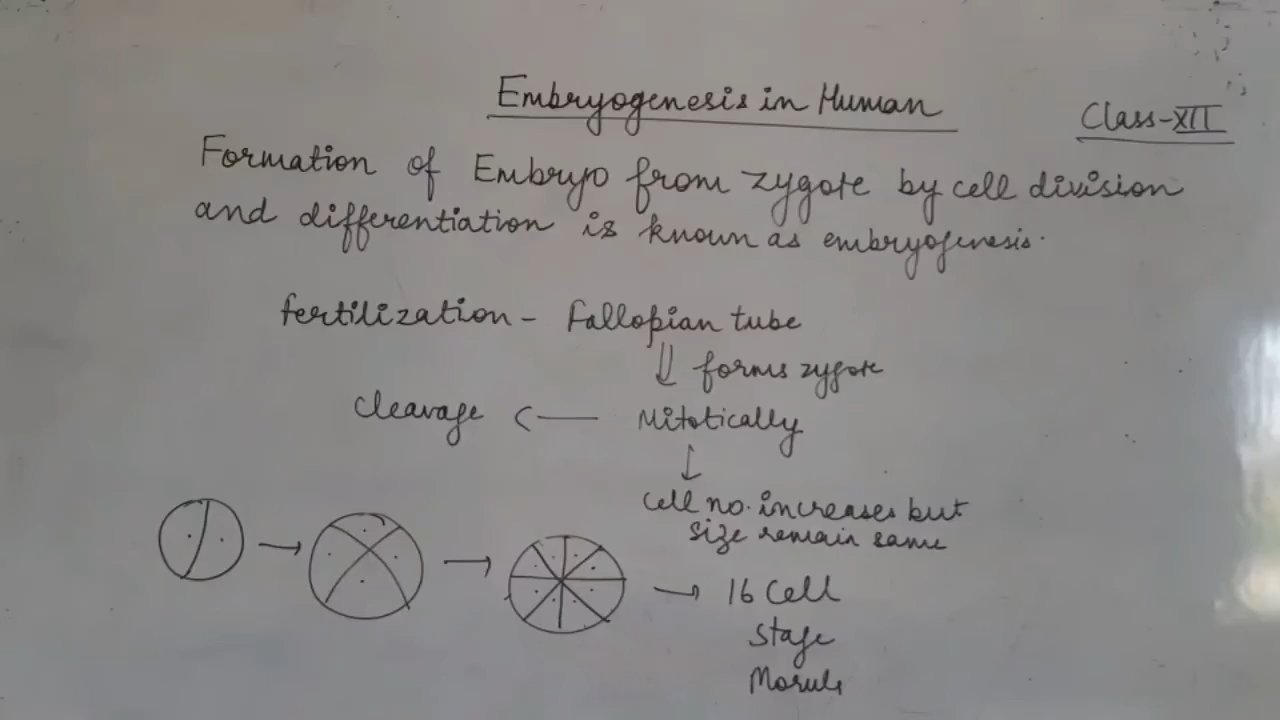 Embryogenesis in Human
Class-XII
Formation of Embryo from zygote by cell division
and differentiation is known as embryogenesis.
fertilization - Fallopian tube
forms zygote
cleavage
Mitotically
cell no. increases but
size remain same
16 cell
stage
Morula